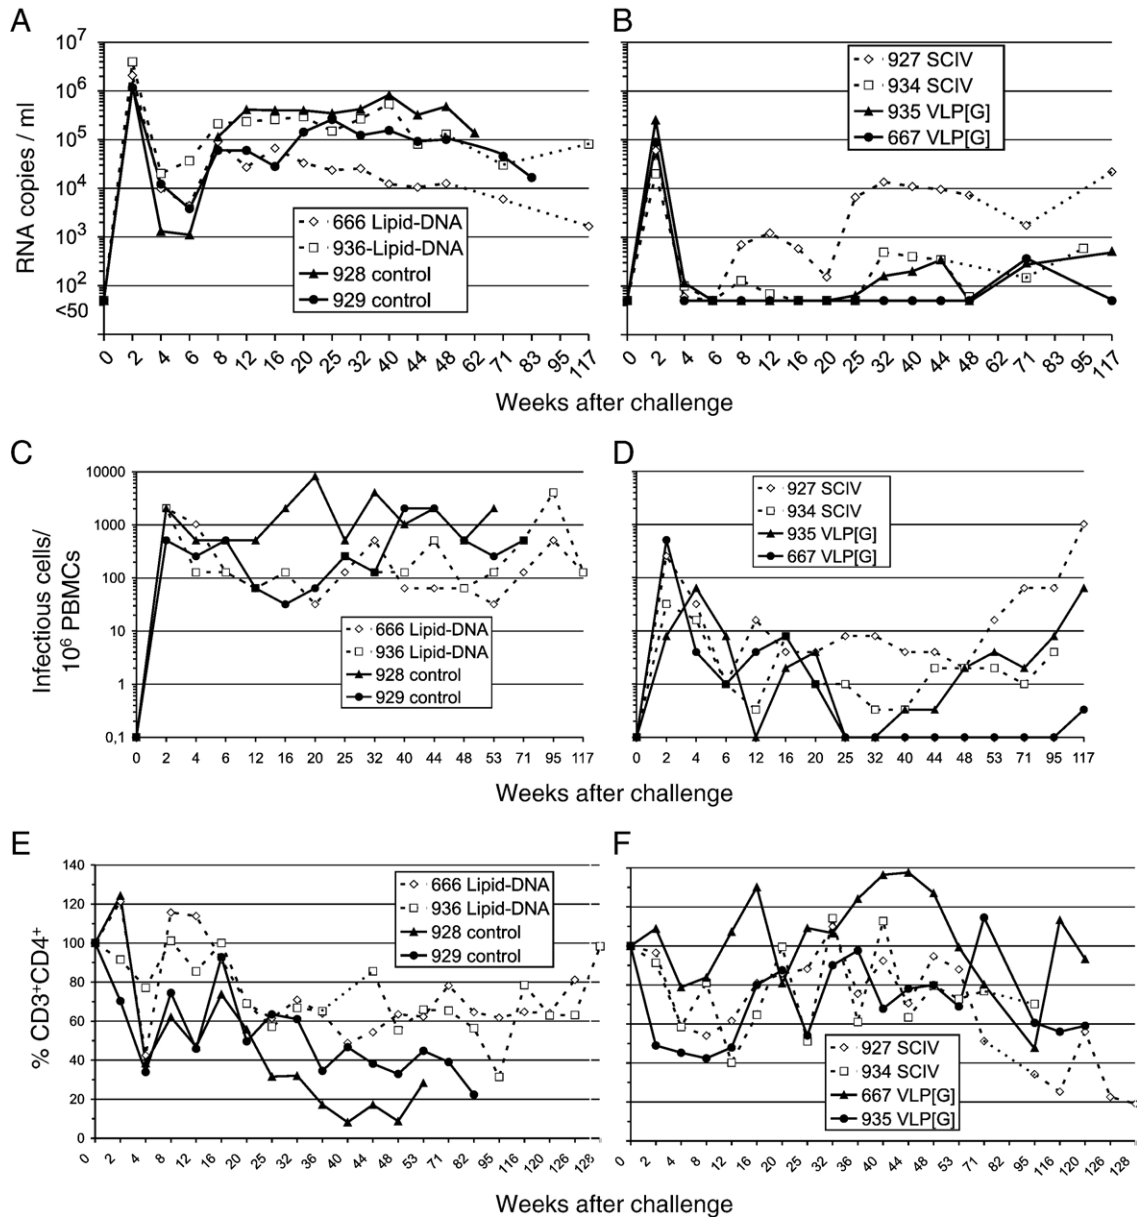 A
10⁷
10⁶
10⁵
10⁴
10³
10²
<50
RNA copies / ml
666 Lipid-DNA
936-Lipid-DNA
928 control
929 control
0 2 4 6 8 12 16 20 25 32 40 44 48 62 71 83 95 117
B
927 SCIV
934 SCIV
935 VLP[G]
667 VLP[G]
0 2 4 6 8 12 16 20 25 32 40 44 48 71 95 117
Weeks after challenge
C
10000
1000
100
10
1
0,1
Infectious cells/
10⁶ PBMCs
666 Lipid-DNA
936 Lipid-DNA
928 control
929 control
0 2 4 6 12 16 20 25 32 40 44 48 53 71 95 117
D
927 SCIV
934 SCIV
935 VLP[G]
667 VLP[G]
0 2 4 6 12 16 20 25 32 40 44 48 53 71 95 117
Weeks after challenge
E
140
120
100
80
60
40
20
0
% CD3⁺CD4⁺
666 Lipid-DNA
936 Lipid-DNA
928 control
929 control
0 2 4 8 12 16 20 26 32 36 40 44 48 53 62 82 95 116 120 126 128
F
927 SCIV
934 SCIV
667 VLP[G]
935 VLP[G]
0 2 4 8 12 16 20 26 32 36 40 44 48 53 62 82 95 116 120 126 128
Weeks after challenge